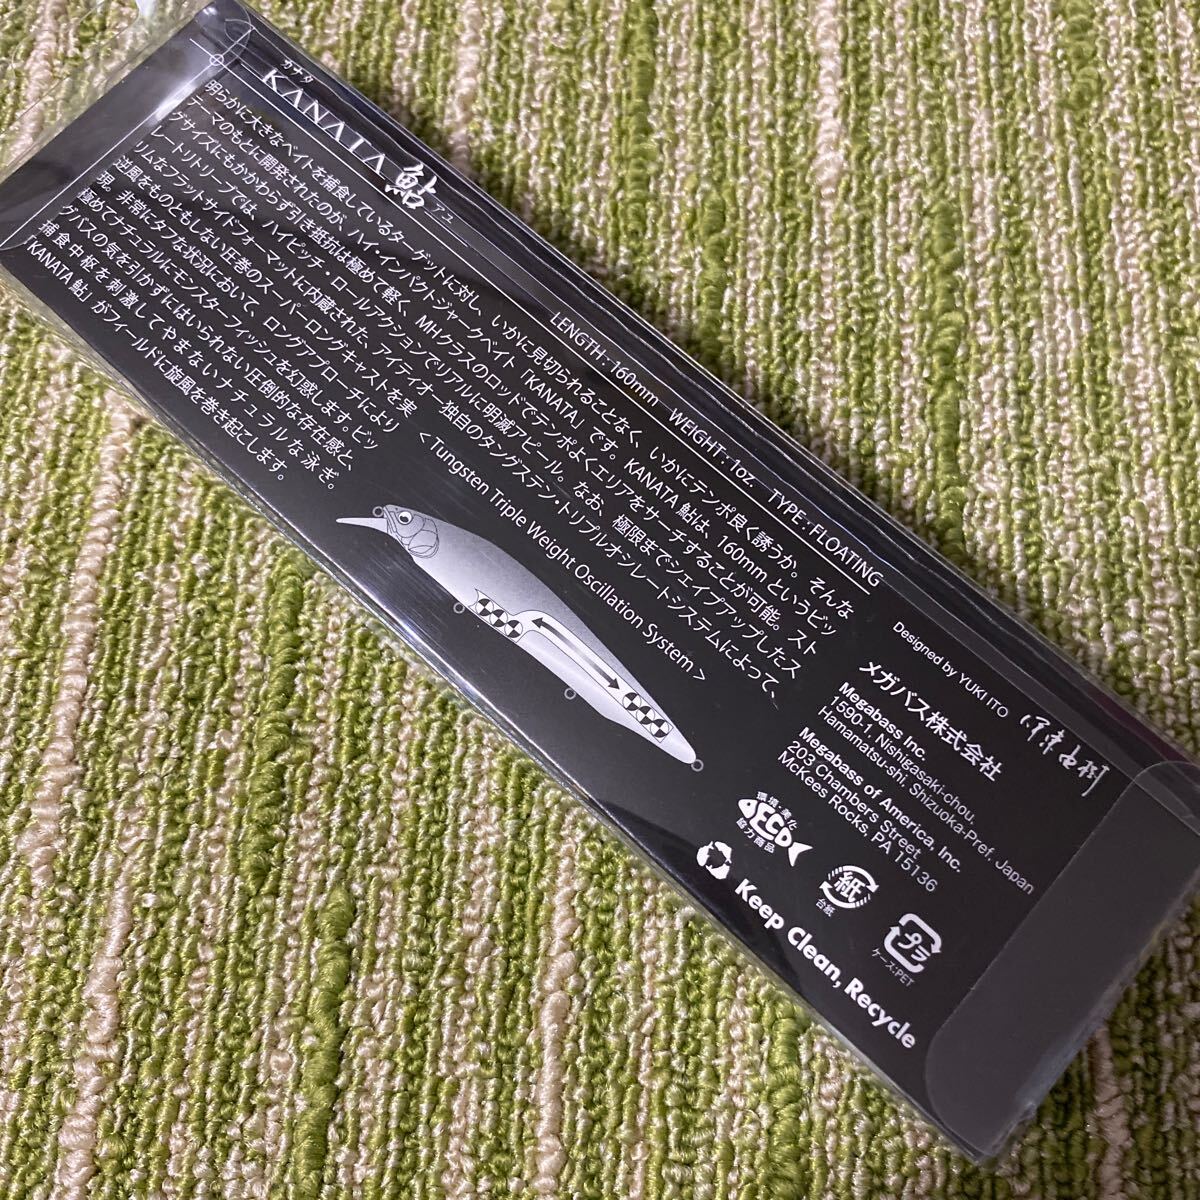 カナタ
KANATA 鮎 アユ
LENGTH : 160mm WEIGHT : 1oz. TYPE : FLOATING
明らかに大きなベイトを捕食しているターゲットに対し、いかに見切られることなく、いかにテンポ良く誘うか。そんな
テーマのもとに開発されたのが、ハイ・インパクトジャークベイト「KANATA」です。KANATA 鮎は、160mm というビッ
グサイズにもかかわらず引き抵抗は極めて軽く、MHクラスのロッドでテンポよくエリアをサーチすることが可能。スト
レートリトリーブでは、ハイピッチ・ロールアクションでリアルに明滅アピール。なお、極限までシェイプアップしたス
リムなフラットサイドフォーマットに内蔵された、アイティオー独自のタングステン・トリプルオシレートシステムによって、
逆風をものともしない圧巻のスーパーロングキャストを実
現。非常にタフな状況において、ロングアプローチにより
極めてナチュラルにモンスターフィッシュを幻惑します。ビッ
グバスの気を引かずにはいられない圧倒的な存在感と、
捕食中枢を刺激してやまないナチュラルな泳ぎ。
「KANATA 鮎」がフィールドに旋風を巻き起こします。
<Tungsten Triple Weight Oscillation System>
Designed by YUKI ITO 伊東由樹
メガバス株式会社
Megabass Inc.
1590-1, Nishigasaki-chou,
Hamamatsu-shi, Shizuoka-Pref, Japan
Megabass of America, Inc.
203 Chambers Street
McKees Rocks, PA 15136
環境・美化
DECO
協力商品
紙
台紙
プラ
ケース:PET
Keep Clean, Recycle